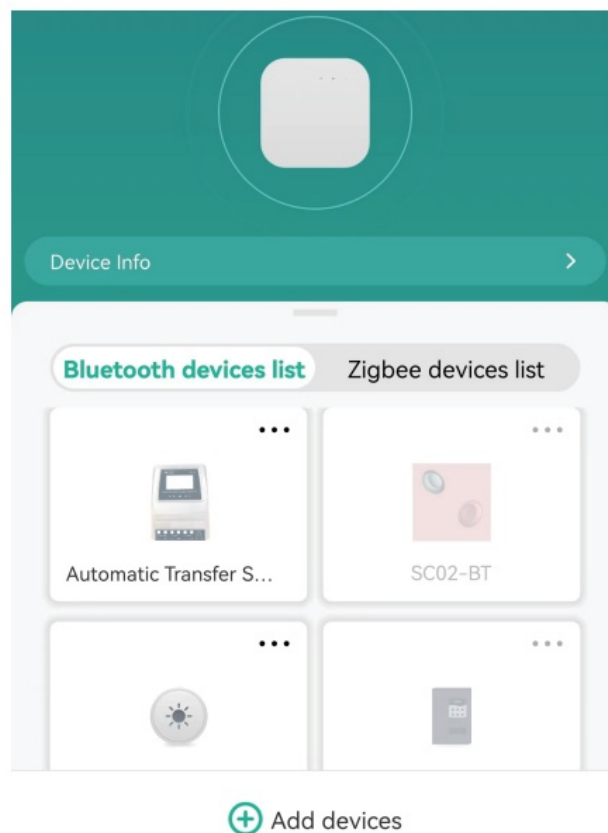 Device Info
Bluetooth devices list
Zigbee devices list
Automatic Transfer S...
SC02-BT
Add devices